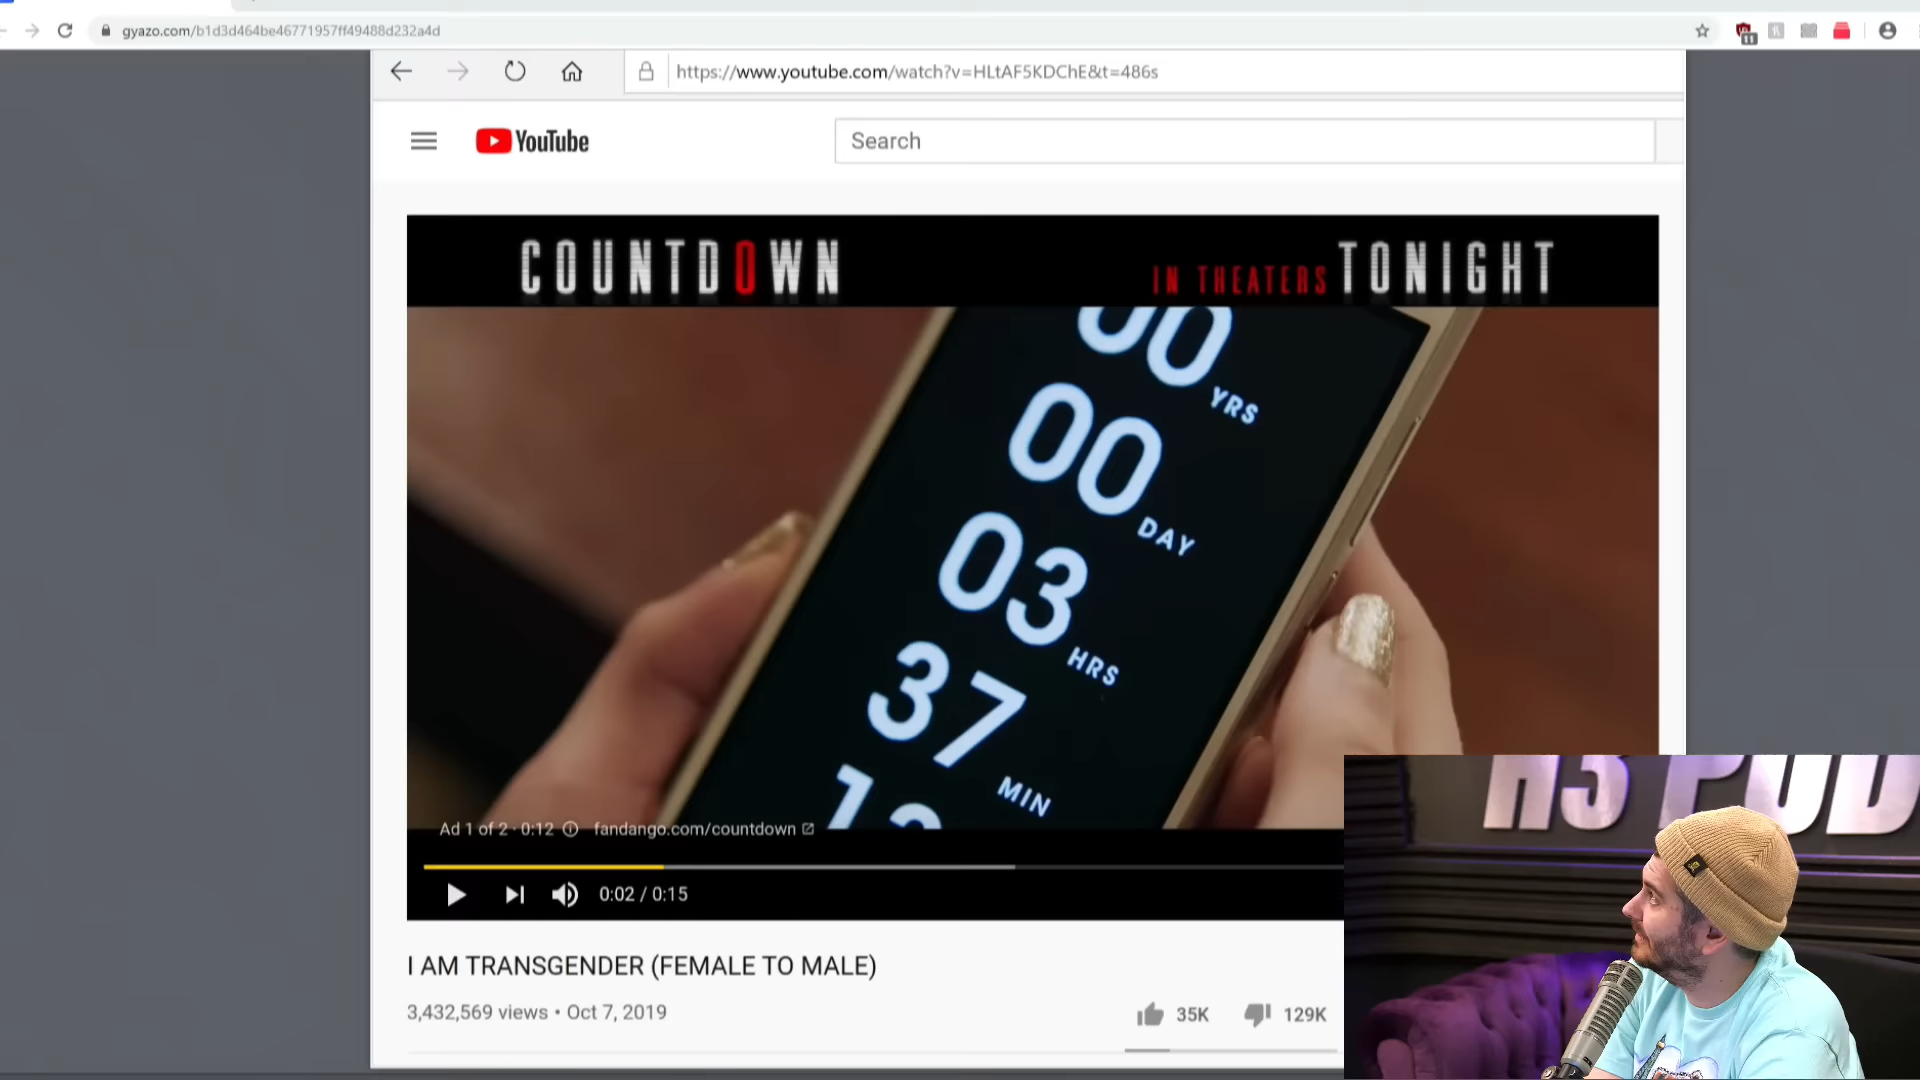 gyazo.com/b1d3d464be46771957ff49488d232a4d
11
https://www.youtube.com/watch?v=HLtAF5KDChE&t=486s
YouTube
Search
COUNTDOWN
IN THEATERS TONIGHT
00 YRS
00 DAY
03 HRS
37 MIN
Ad 1 of 2 · 0:12
fandango.com/countdown
0:02 / 0:15
H3 POD
I AM TRANSGENDER (FEMALE TO MALE)
3,432,569 views • Oct 7, 2019
35K
129K